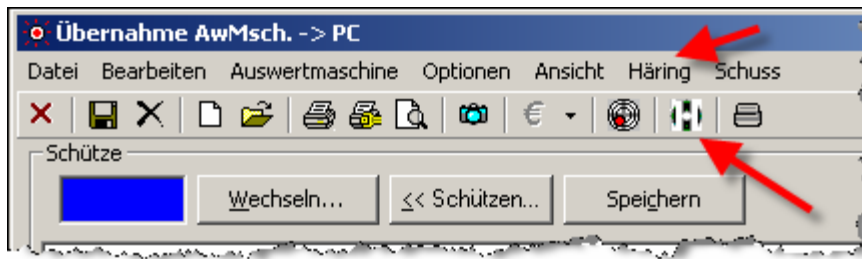 Übernahme AwMsch. -> PC
Datei Bearbeiten Auswertmaschine Optionen Ansicht Häring Schuss
€
Schütze
Wechseln... << Schützen... Speichern